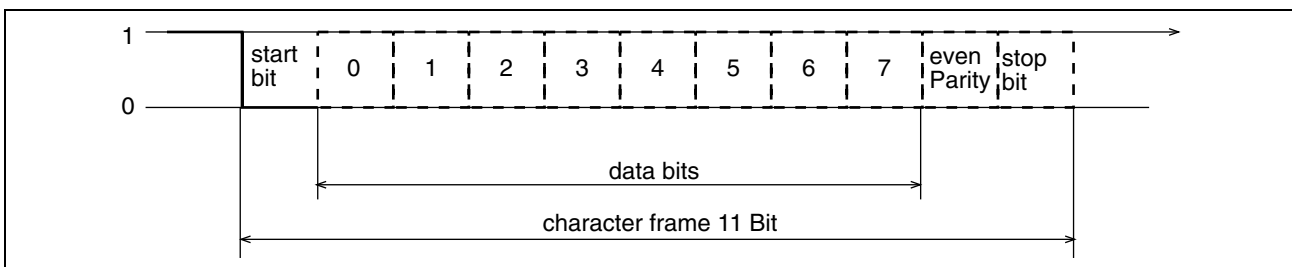 1
start
bit
0 1 2 3 4 5 6 7
even
Parity
stop
bit
0
data bits
character frame 11 Bit